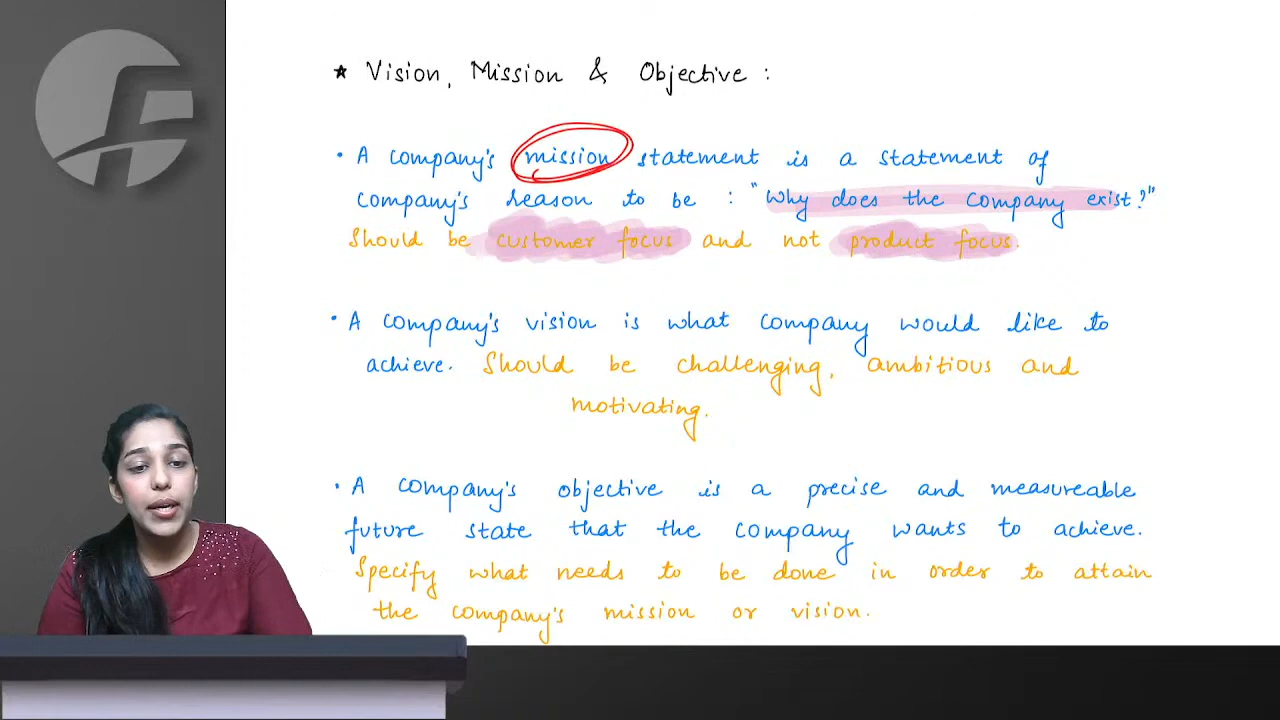 ★ Vision, Mission & Objective :
• A company's mission statement is a statement of
company's reason to be : "Why does the company exist?"
Should be customer focus and not product focus.
• A company's vision is what company would like to
achieve. Should be challenging, ambitious and
motivating.
• A company's objective is a precise and measureable
future state that the company wants to achieve.
Specify what needs to be done in order to attain
the company's mission or vision.